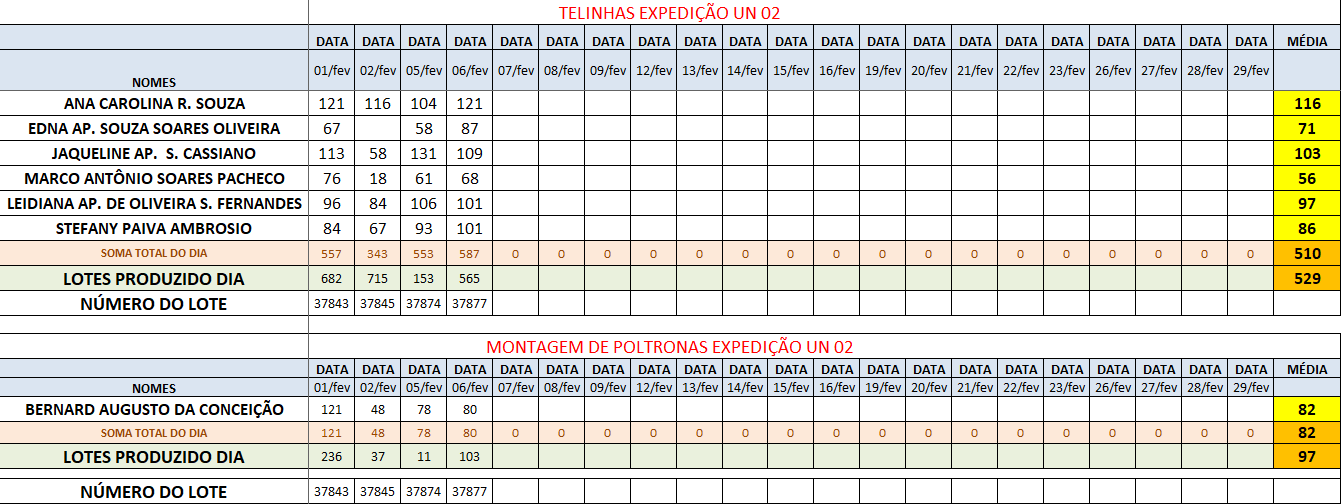 TELINHAS EXPEDIÇÃO UN 02
DATA DATA DATA DATA DATA DATA DATA DATA DATA DATA DATA DATA DATA DATA DATA DATA DATA DATA DATA DATA DATA MÉDIA
NOMES 01/fev 02/fev 05/fev 06/fev 07/fev 08/fev 09/fev 12/fev 13/fev 14/fev 15/fev 16/fev 19/fev 20/fev 21/fev 22/fev 23/fev 26/fev 27/fev 28/fev 29/fev
ANA CAROLINA R. SOUZA 121 116 104 121 116
EDNA AP. SOUZA SOARES OLIVEIRA 67 58 87 71
JAQUELINE AP. S. CASSIANO 113 58 131 109 103
MARCO ANTÔNIO SOARES PACHECO 76 18 61 68 56
LEIDIANA AP. DE OLIVEIRA S. FERNANDES 96 84 106 101 97
STEFANY PAIVA AMBROSIO 84 67 93 101 86
SOMA TOTAL DO DIA 557 343 553 587 0 0 0 0 0 0 0 0 0 0 0 0 0 0 0 0 0 510
LOTES PRODUZIDO DIA 682 715 153 565 529
NÚMERO DO LOTE 37843 37845 37874 37877
MONTAGEM DE POLTRONAS EXPEDIÇÃO UN 02
DATA DATA DATA DATA DATA DATA DATA DATA DATA DATA DATA DATA DATA DATA DATA DATA DATA DATA DATA DATA DATA MÉDIA
NOMES 01/fev 02/fev 05/fev 06/fev 07/fev 08/fev 09/fev 12/fev 13/fev 14/fev 15/fev 16/fev 19/fev 20/fev 21/fev 22/fev 23/fev 26/fev 27/fev 28/fev 29/fev
BERNARD AUGUSTO DA CONCEIÇÃO 121 48 78 80 82
SOMA TOTAL DO DIA 121 48 78 80 0 0 0 0 0 0 0 0 0 0 0 0 0 0 0 0 0 82
LOTES PRODUZIDO DIA 236 37 11 103 97
NÚMERO DO LOTE 37843 37845 37874 37877